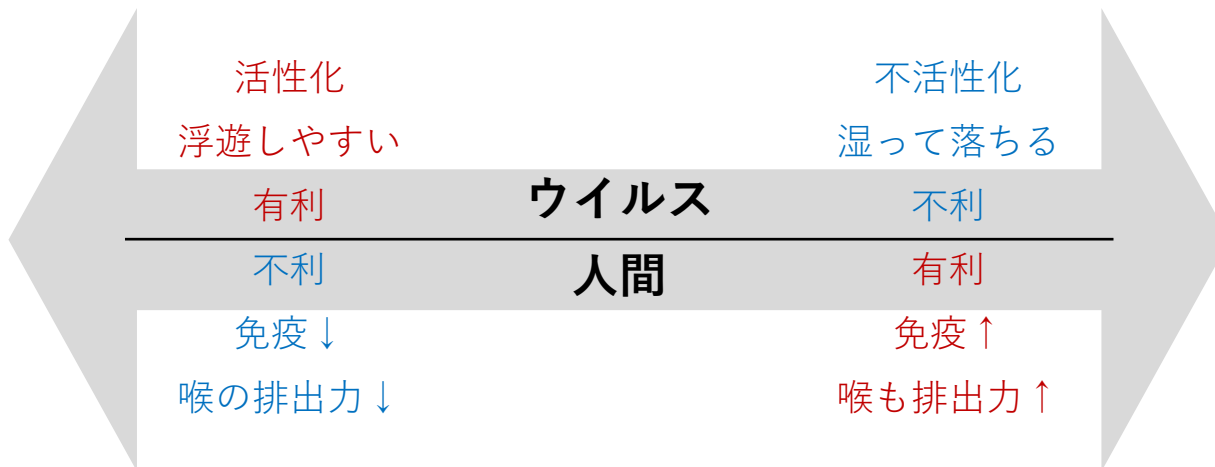 活性化
浮遊しやすい
有利
不利
免疫↓
喉の排出力↓
ウイルス
人間
不活性化
湿って落ちる
不利
有利
免疫↑
喉も排出力↑